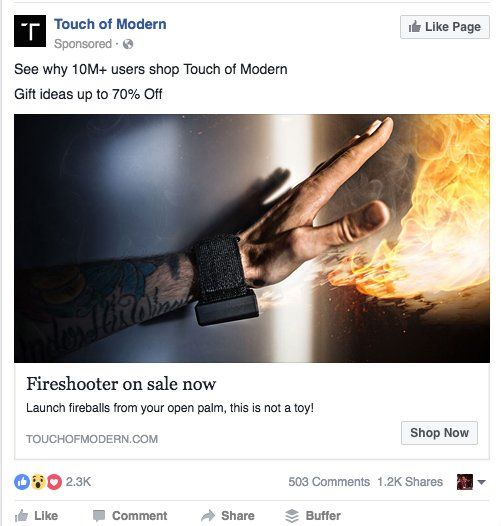 Touch of Modern
Sponsored ·
Like Page
See why 10M+ users shop Touch of Modern
Gift ideas up to 70% Off
Fireshooter on sale now
Launch fireballs from your open palm, this is not a toy!
TOUCHOFMODERN.COM
Shop Now
2.3K
503 Comments 1.2K Shares
Like Comment Share Buffer